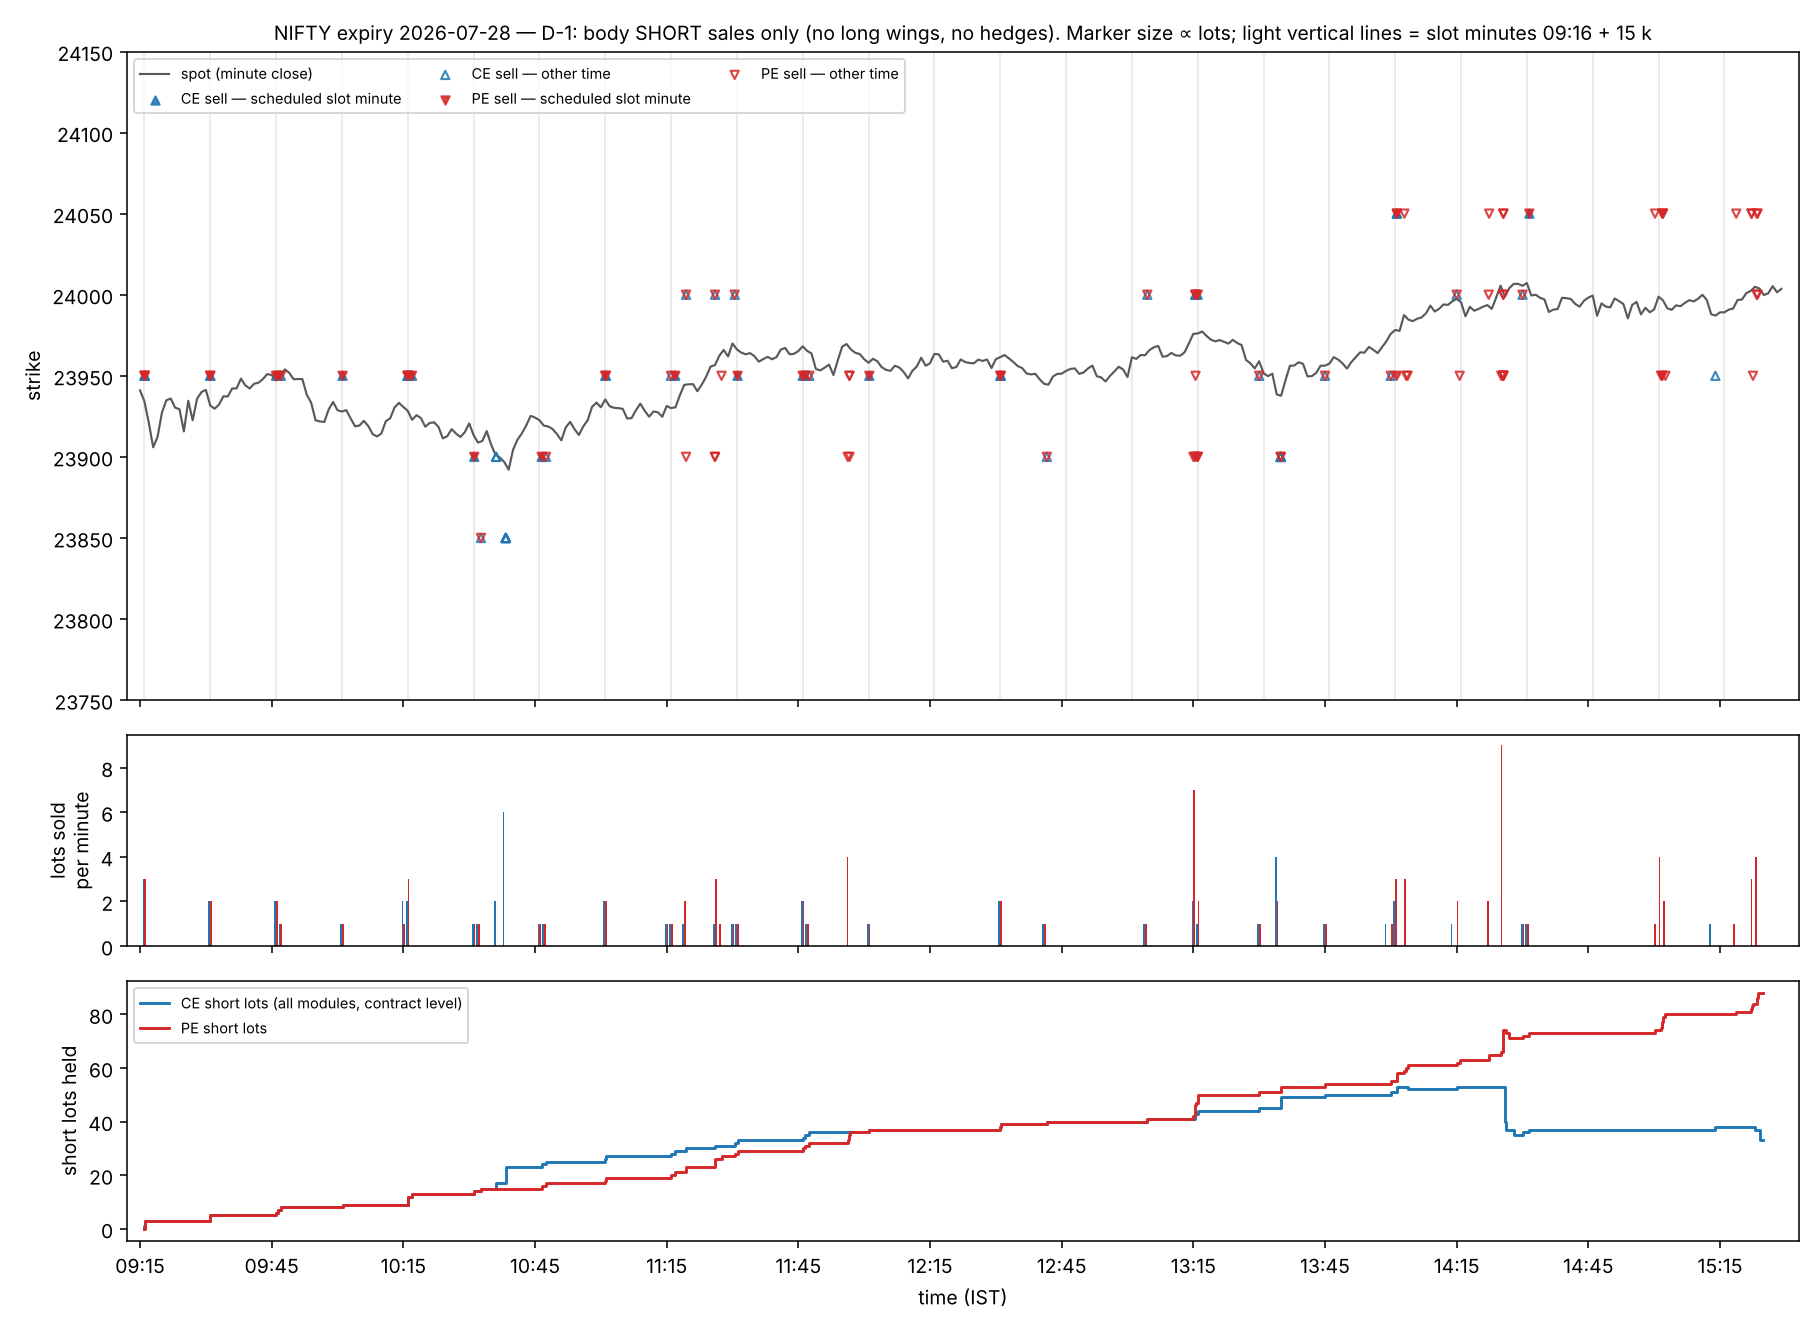 NIFTY expiry 2026-07-28 — D-1: body SHORT sales only (no long wings, no hedges). Marker size ∝ lots; light vertical lines = slot minutes 09:16 + 15 k
spot (minute close)
CE sell — scheduled slot minute
CE sell — other time
PE sell — scheduled slot minute
PE sell — other time
strike
24150
24100
24050
24000
23950
23900
23850
23800
23750
lots sold
per minute
8
6
4
2
0
CE short lots (all modules, contract level)
PE short lots
short lots held
80
60
40
20
0
09:15 09:45 10:15 10:45 11:15 11:45 12:15 12:45 13:15 13:45 14:15 14:45 15:15
time (IST)